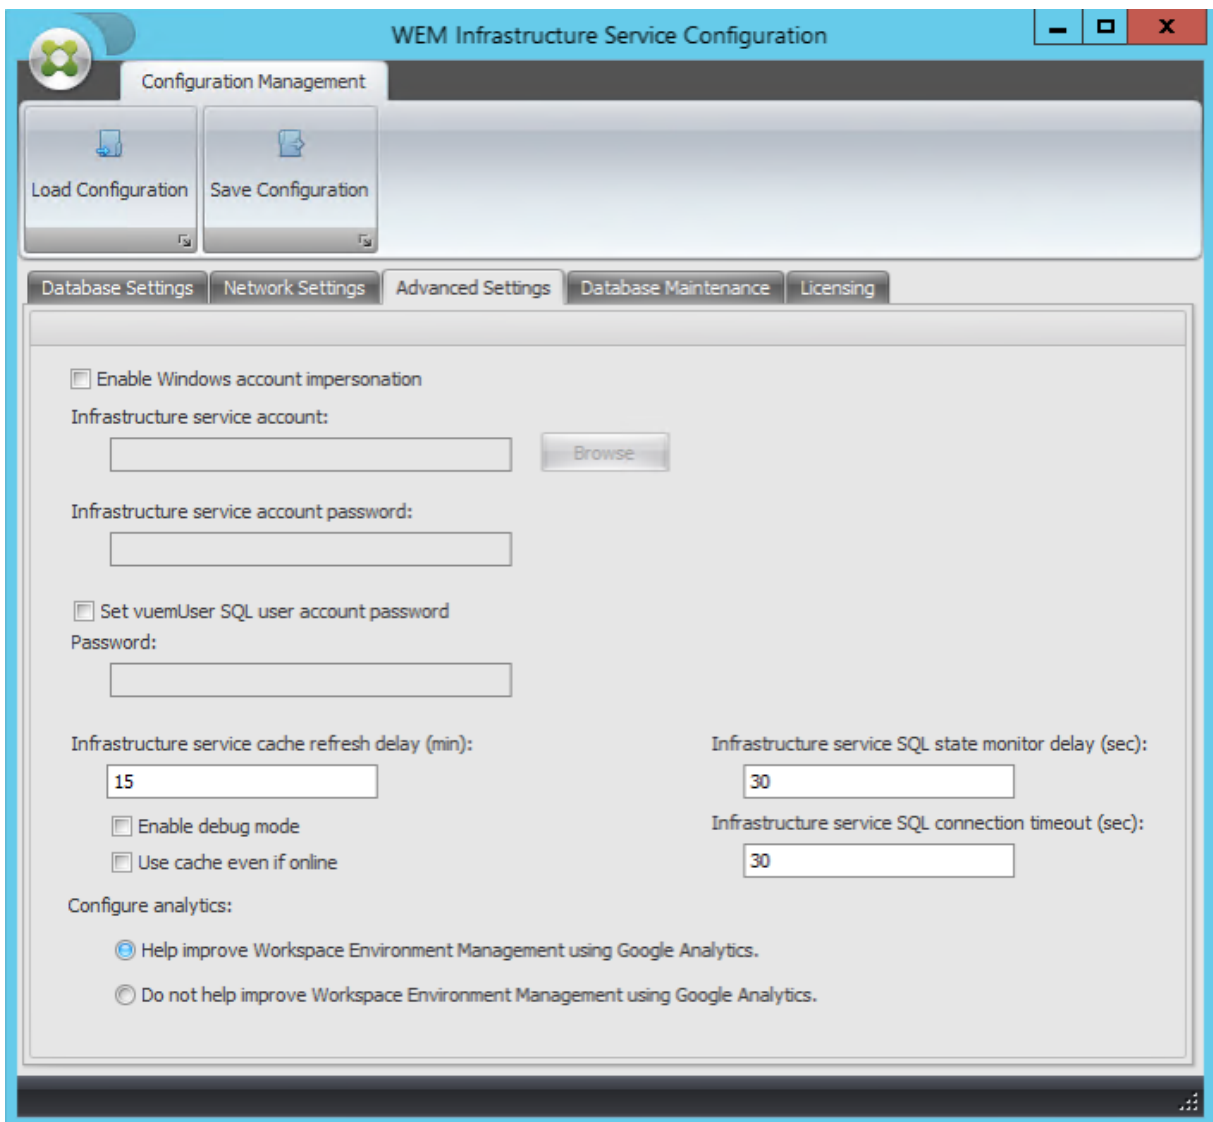 WEM Infrastructure Service Configuration
Configuration Management
Load Configuration
Save Configuration
Database Settings
Network Settings
Advanced Settings
Database Maintenance
Licensing
Enable Windows account impersonation
Infrastructure service account:
Browse
Infrastructure service account password:
Set vuemUser SQL user account password
Password:
Infrastructure service cache refresh delay (min):
15
Enable debug mode
Use cache even if online
Infrastructure service SQL state monitor delay (sec):
30
Infrastructure service SQL connection timeout (sec):
30
Configure analytics:
Help improve Workspace Environment Management using Google Analytics.
Do not help improve Workspace Environment Management using Google Analytics.